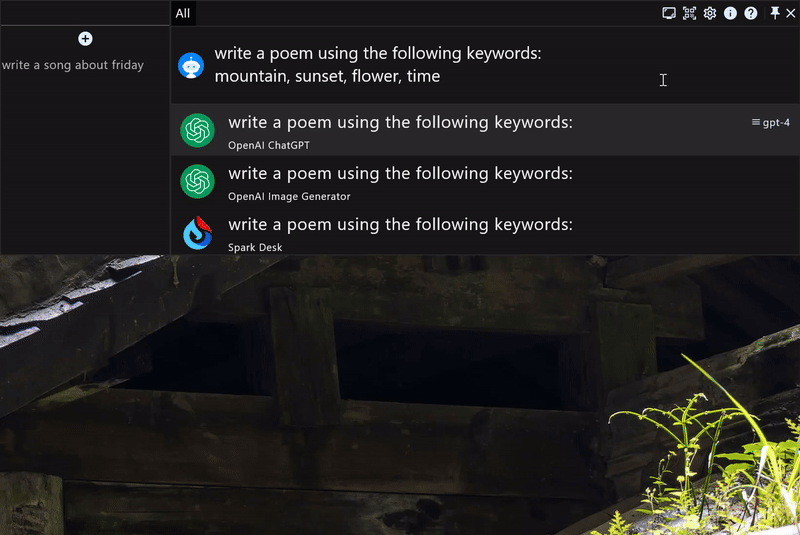 All
write a song about friday
write a poem using the following keywords:
mountain, sunset, flower, time
write a poem using the following keywords:
gpt-4
OpenAI ChatGPT
write a poem using the following keywords:
OpenAI Image Generator
write a poem using the following keywords:
Spark Desk